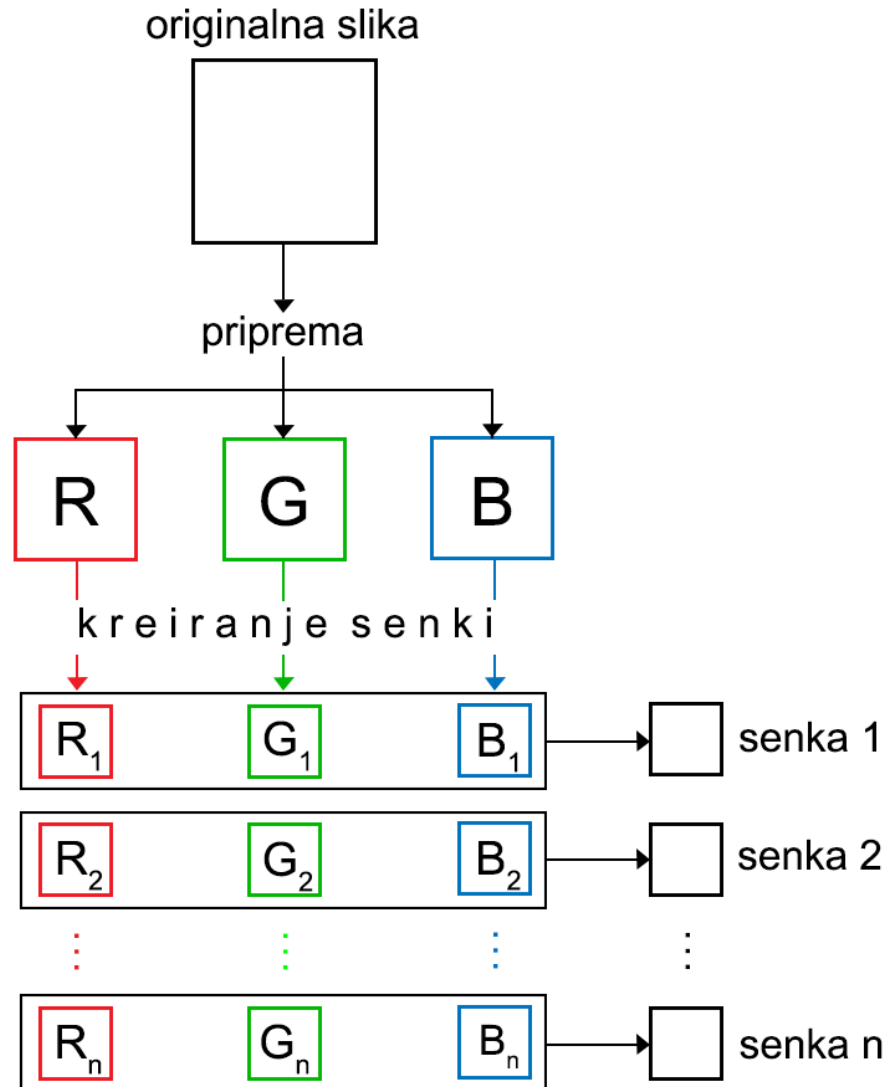 originalna slika
priprema
R G B
kreiranje senki
R₁ G₁ B₁ senka 1
R₂ G₂ B₂ senka 2
⋮ ⋮ ⋮ ⋮
Rₙ Gₙ Bₙ senka n